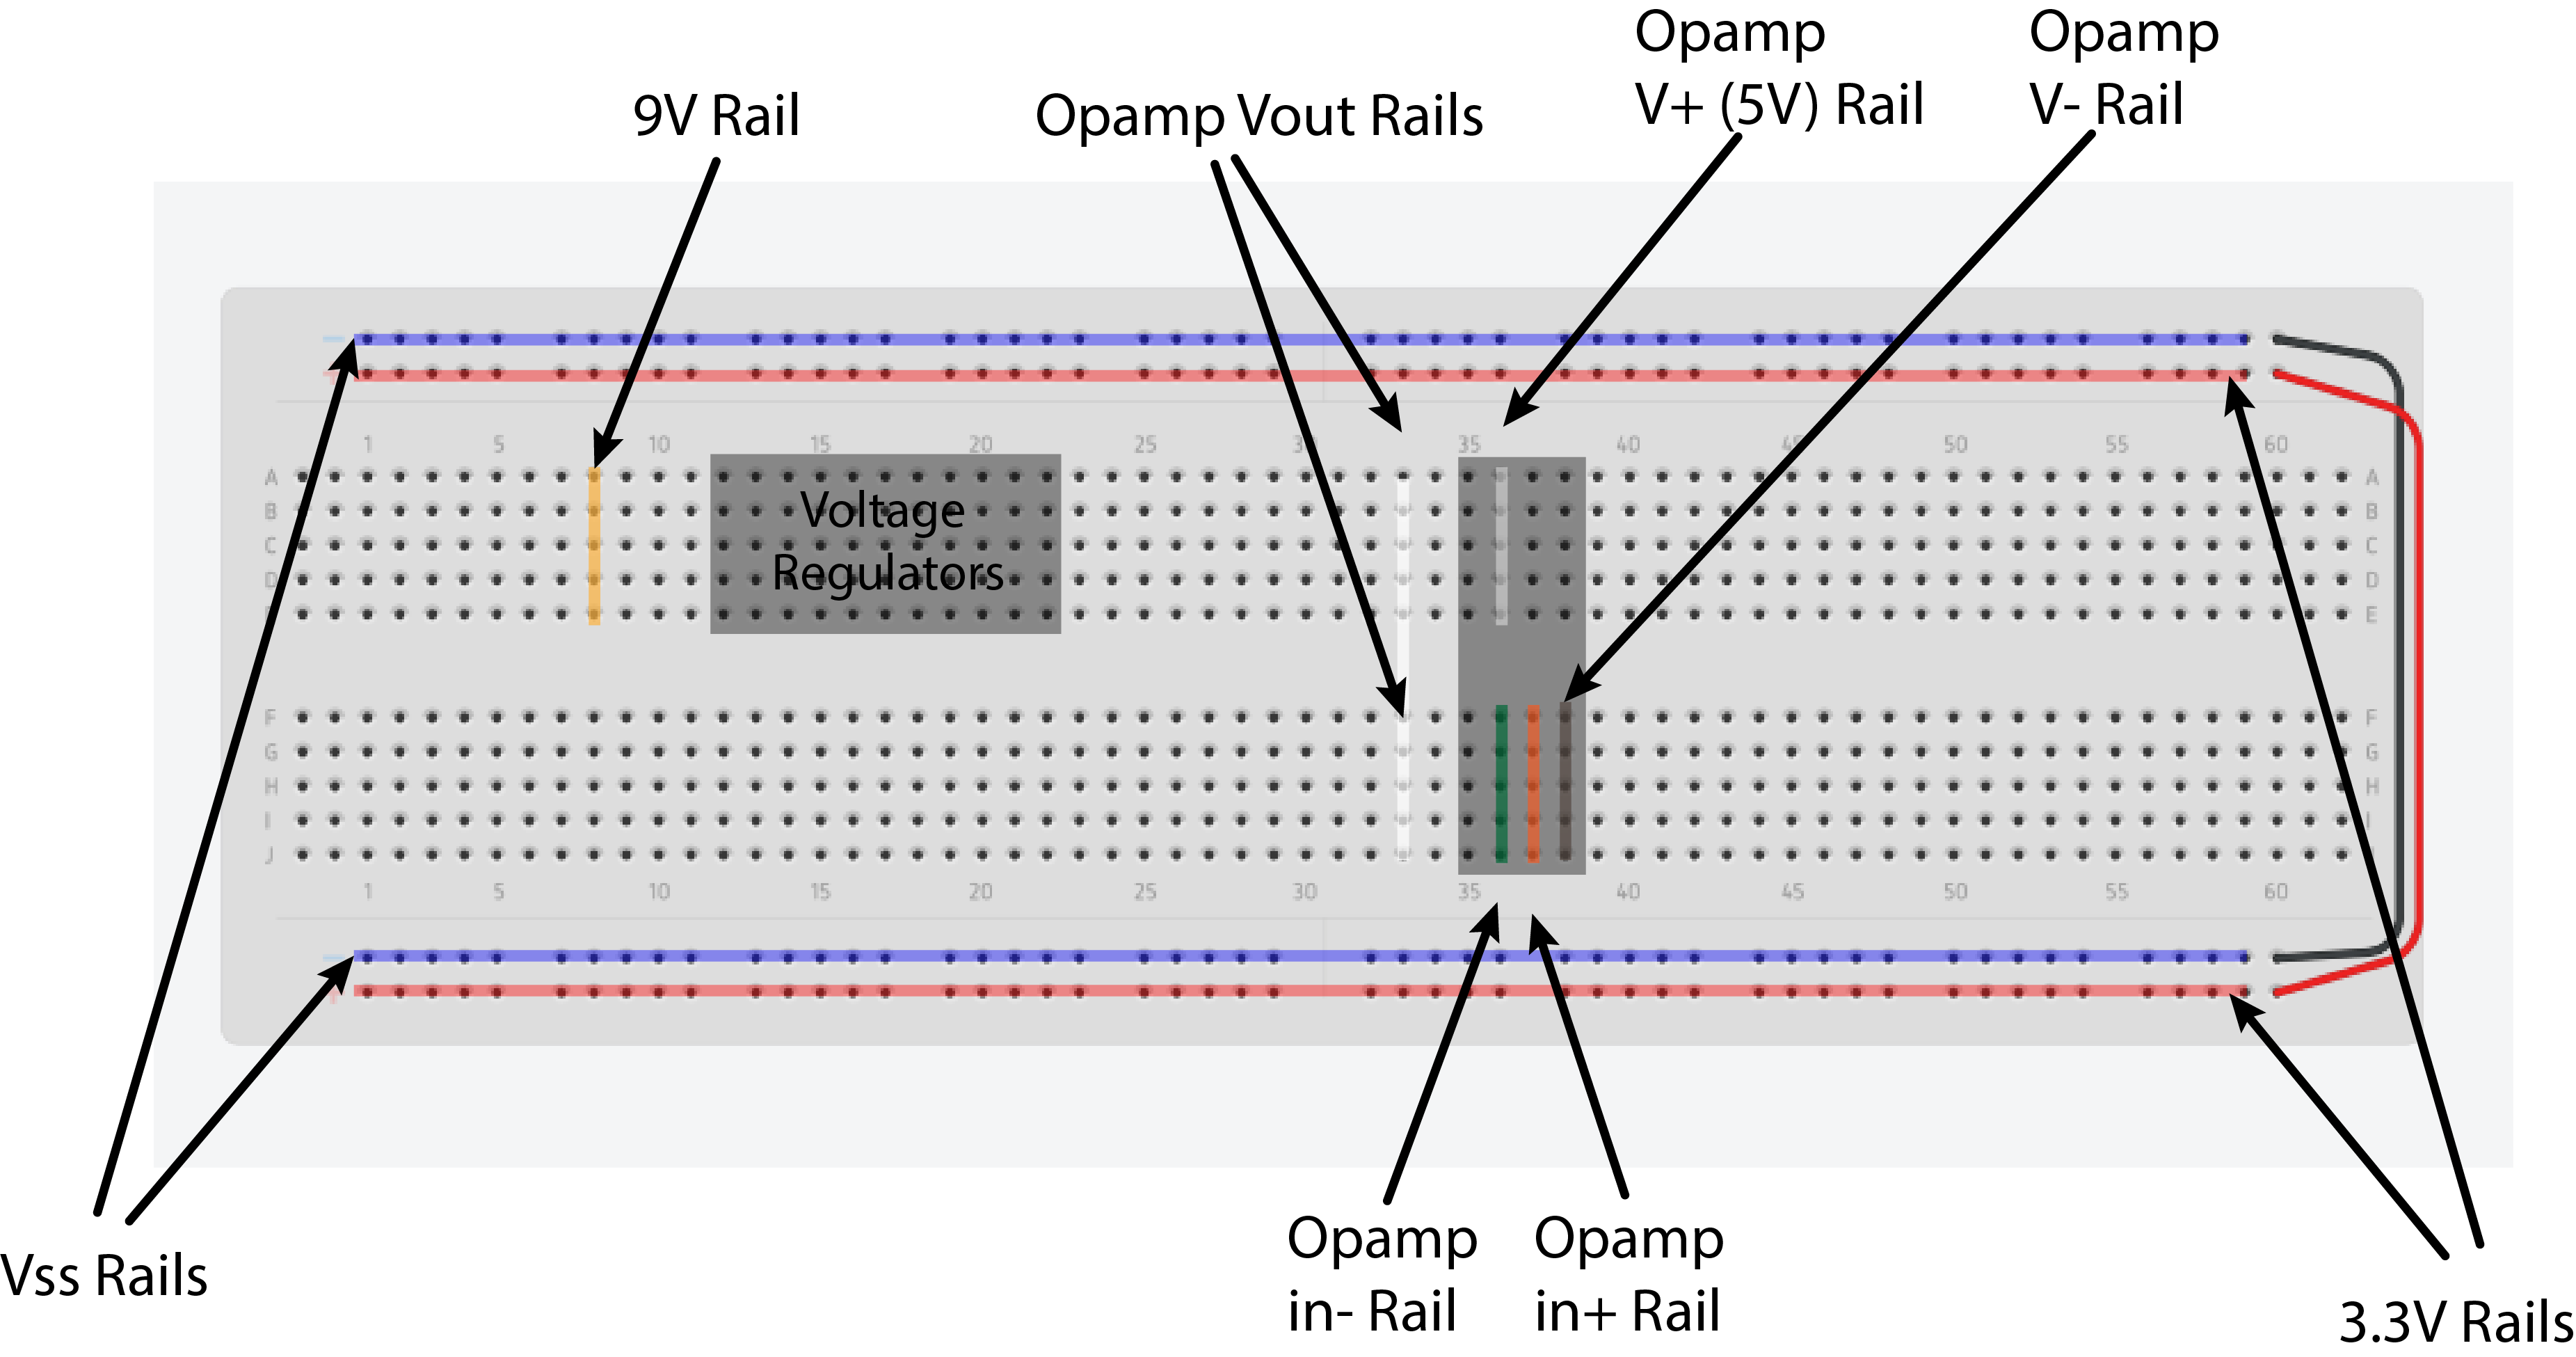 Opamp
V+ (5V) Rail
Opamp
V- Rail
9V Rail
Opamp Vout Rails
1 5 10 15 20 25 30 35 40 45 50 55 60
A A
B B
C C
D D
E
Voltage
Regulators
F F
G G
H H
I I
J
1 5 10 15 20 25 30 35 40 45 50 55 60
Vss Rails
Opamp
in- Rail
Opamp
in+ Rail
3.3V Rails